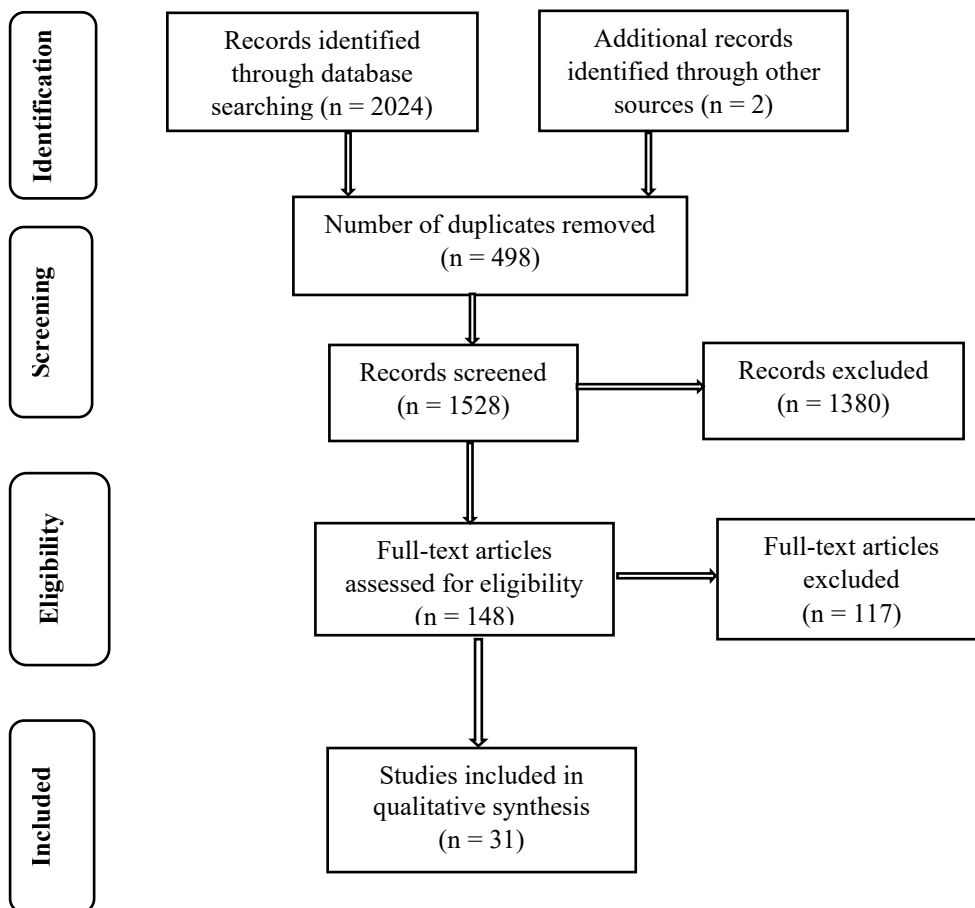 Identification
Records identified
through database
searching (n = 2024)
Additional records
identified through other
sources (n = 2)
Screening
Number of duplicates removed
(n = 498)
Records screened
(n = 1528)
Records excluded
(n = 1380)
Eligibility
Full-text articles
assessed for eligibility
(n = 148)
Full-text articles
excluded
(n = 117)
Included
Studies included in
qualitative synthesis
(n = 31)